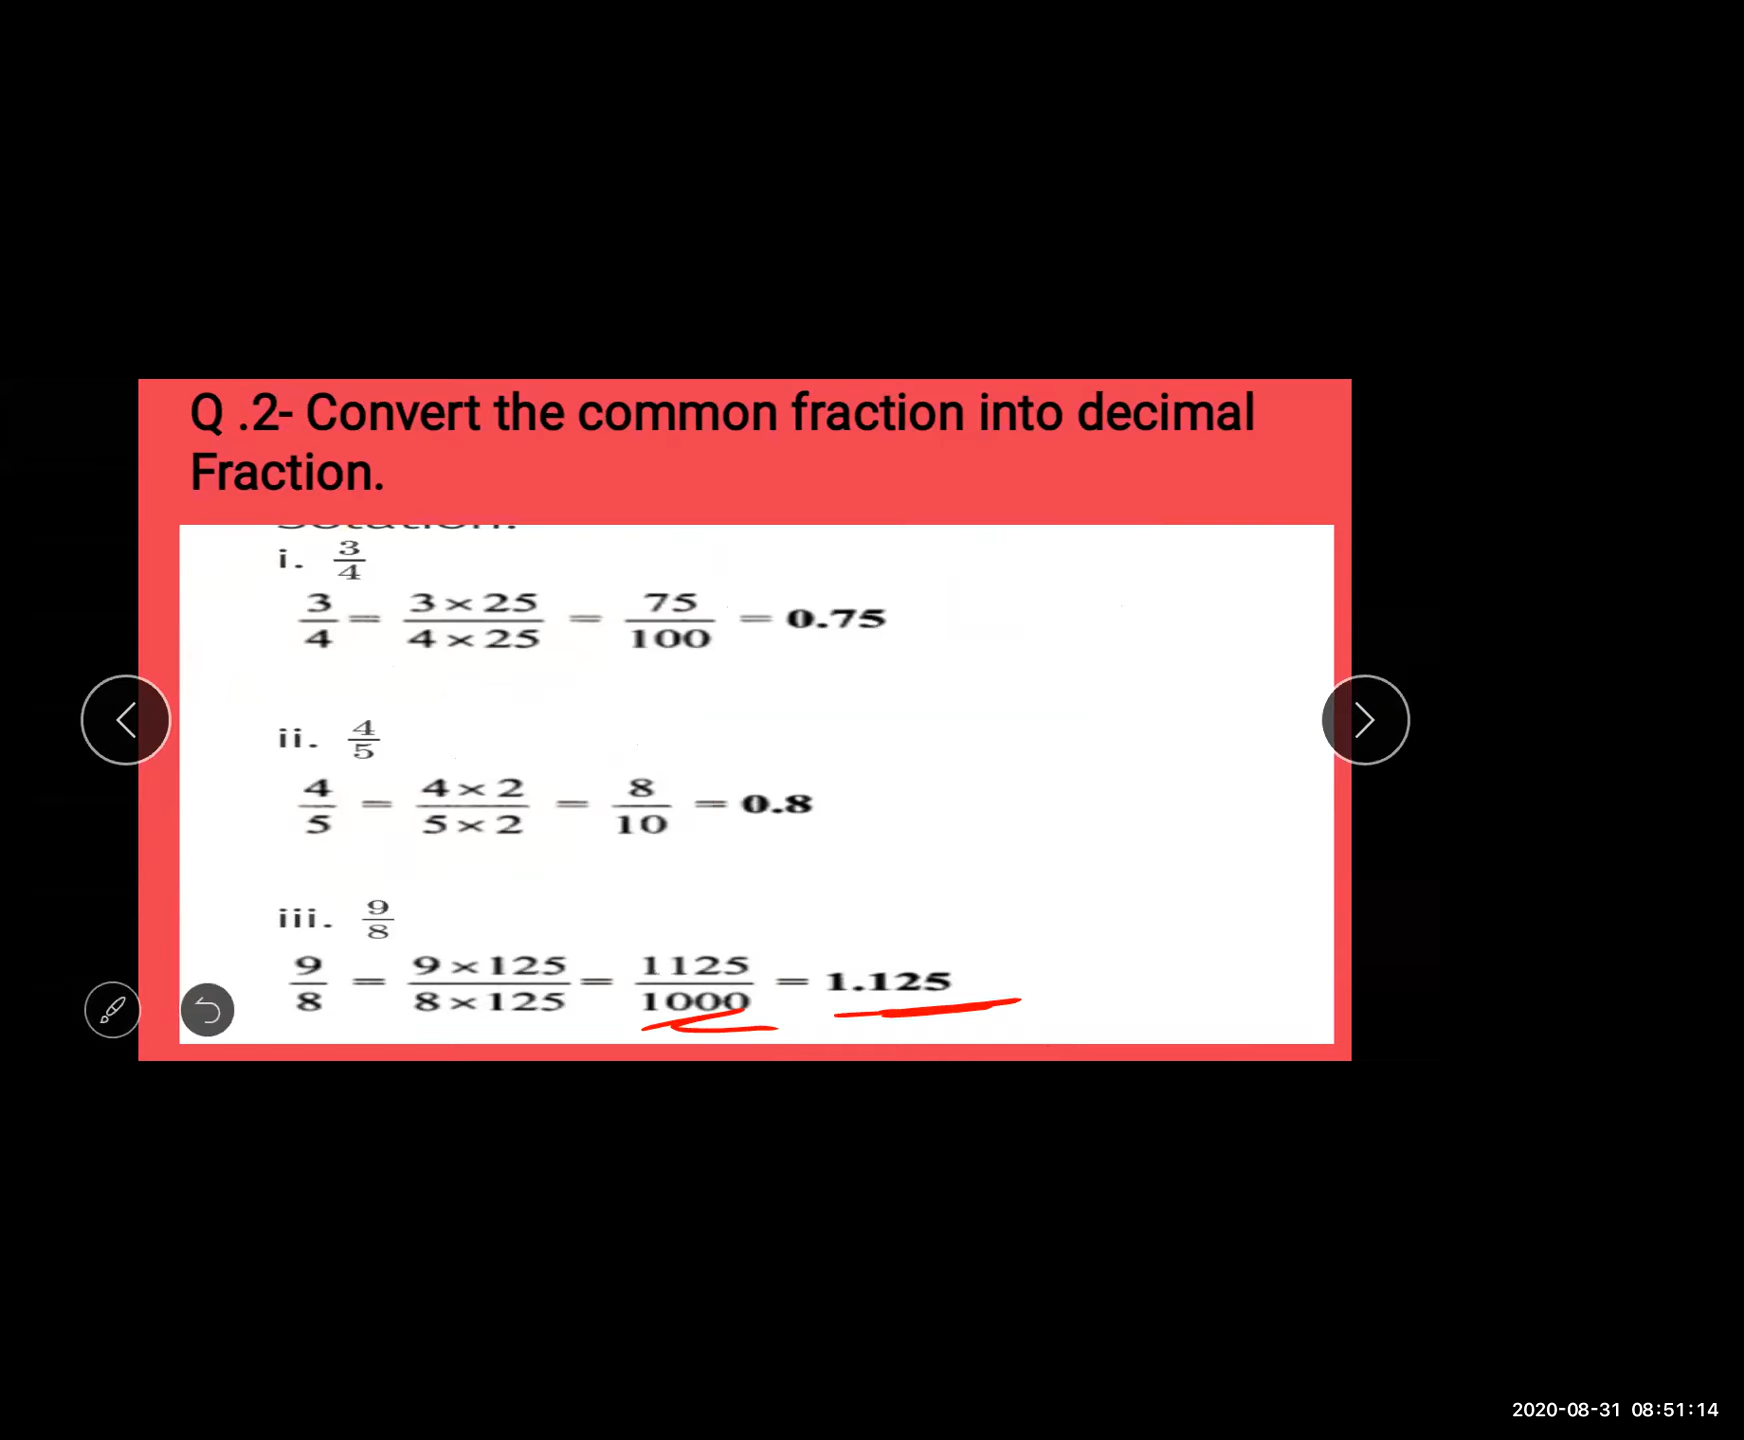 Q .2- Convert the common fraction into decimal
Fraction.
i. 3/4
3/4 = 3 × 25 / 4 × 25 = 75/100 = 0.75
ii. 4/5
4/5 = 4 × 2 / 5 × 2 = 8/10 = 0.8
iii. 9/8
9/8 = 9 × 125 / 8 × 125 = 1125/1000 = 1.125
2020-08-31 08:51:14